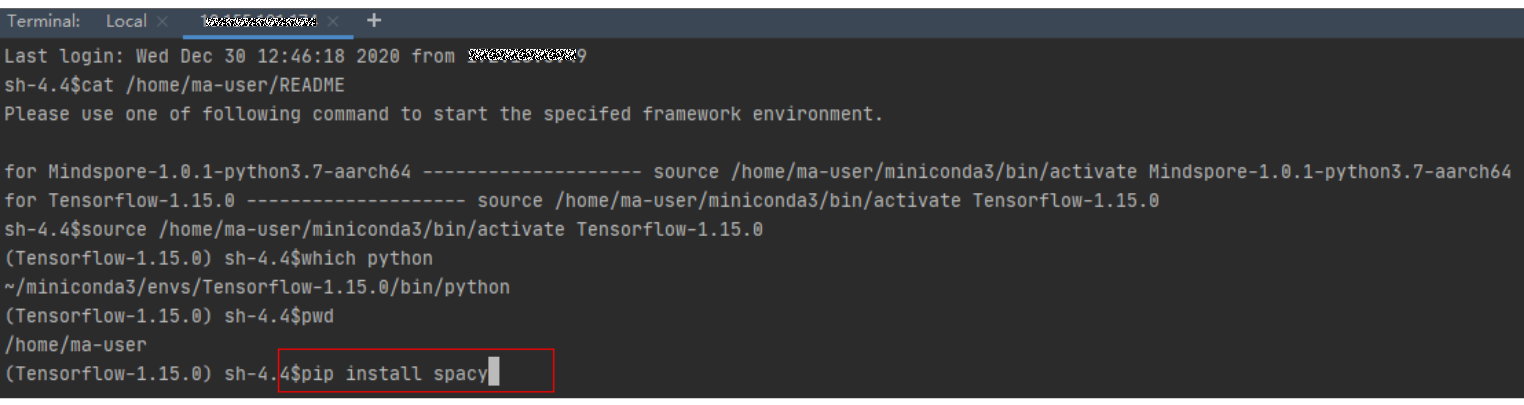 Terminal: Local × × +
Last login: Wed Dec 30 12:46:18 2020 from
sh-4.4$cat /home/ma-user/README
Please use one of following command to start the specifed framework environment.
for Mindspore-1.0.1-python3.7-aarch64 -------------------- source /home/ma-user/miniconda3/bin/activate Mindspore-1.0.1-python3.7-aarch64
for Tensorflow-1.15.0 -------------------- source /home/ma-user/miniconda3/bin/activate Tensorflow-1.15.0
sh-4.4$source /home/ma-user/miniconda3/bin/activate Tensorflow-1.15.0
(Tensorflow-1.15.0) sh-4.4$which python
~/miniconda3/envs/Tensorflow-1.15.0/bin/python
(Tensorflow-1.15.0) sh-4.4$pwd
/home/ma-user
(Tensorflow-1.15.0) sh-4.4$pip install spacy